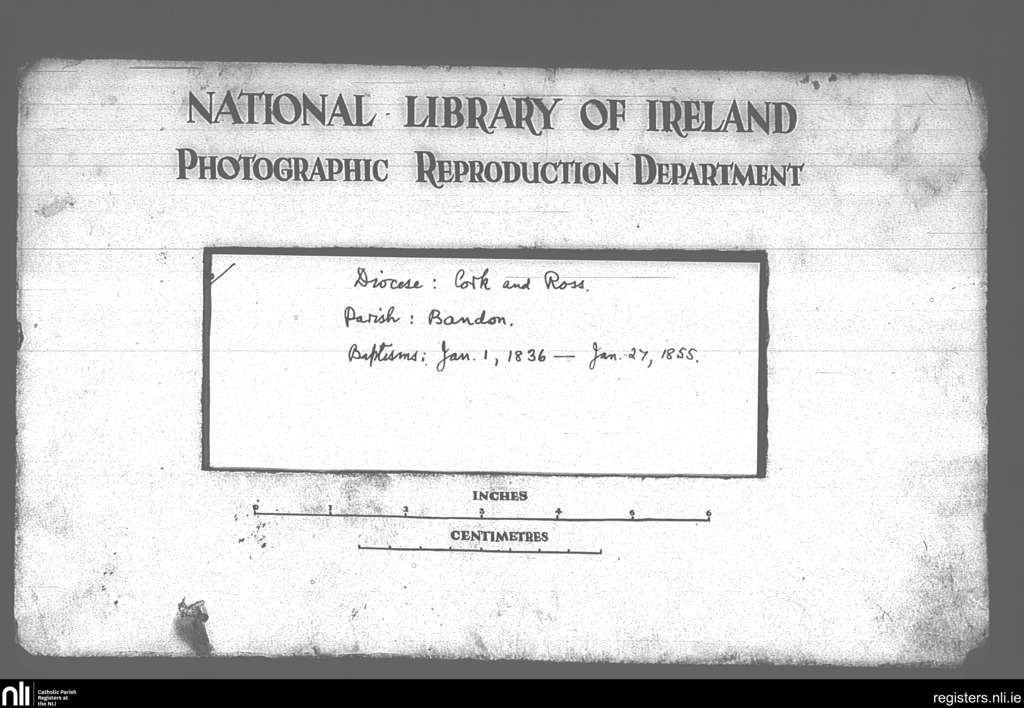 NATIONAL LIBRARY OF IRELAND
PHOTOGRAPHIC REPRODUCTION DEPARTMENT
Diocese: Cork and Ross.
Parish: Bandon.
Baptisms: Jan. 1, 1836 — Jan. 27, 1855.
INCHES
0 1 2 3 4 5 6
CENTIMETRES
nli Catholic Parish
Registers at
the NLI
registers.nli.ie